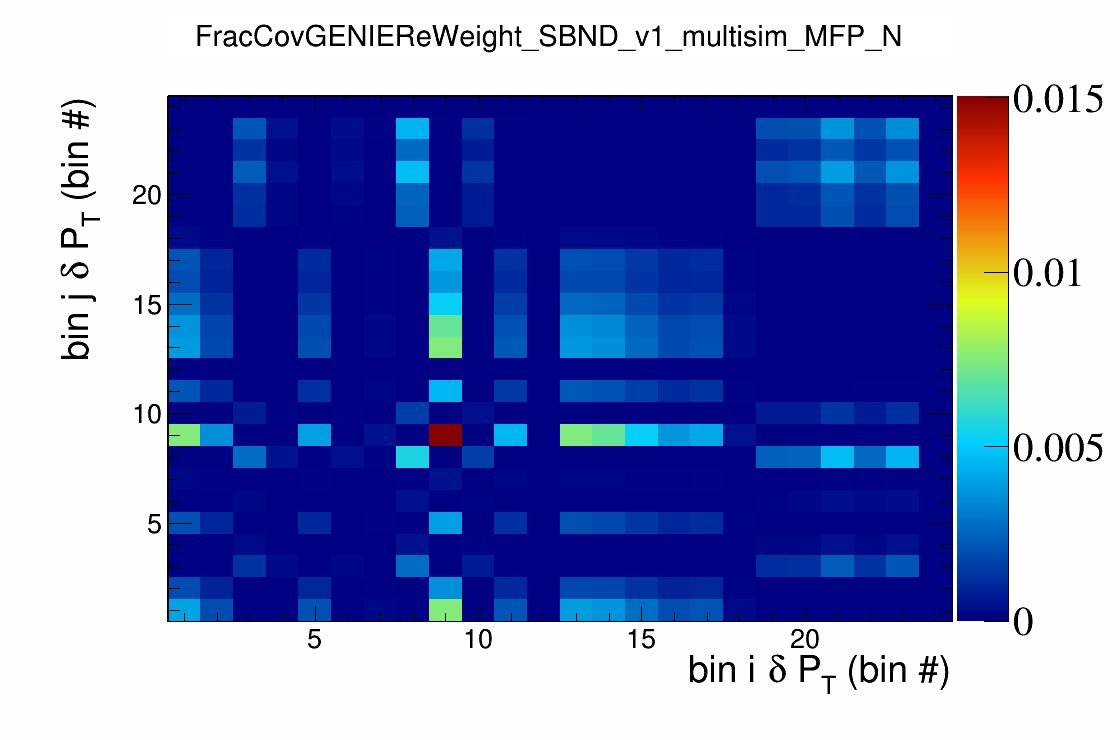 FracCovGENIEReWeight_SBND_v1_multisim_MFP_N
bin j δ P_T (bin #)
20
15
10
5
5 10 15 20
bin i δ P_T (bin #)
0.015
0.01
0.005
0